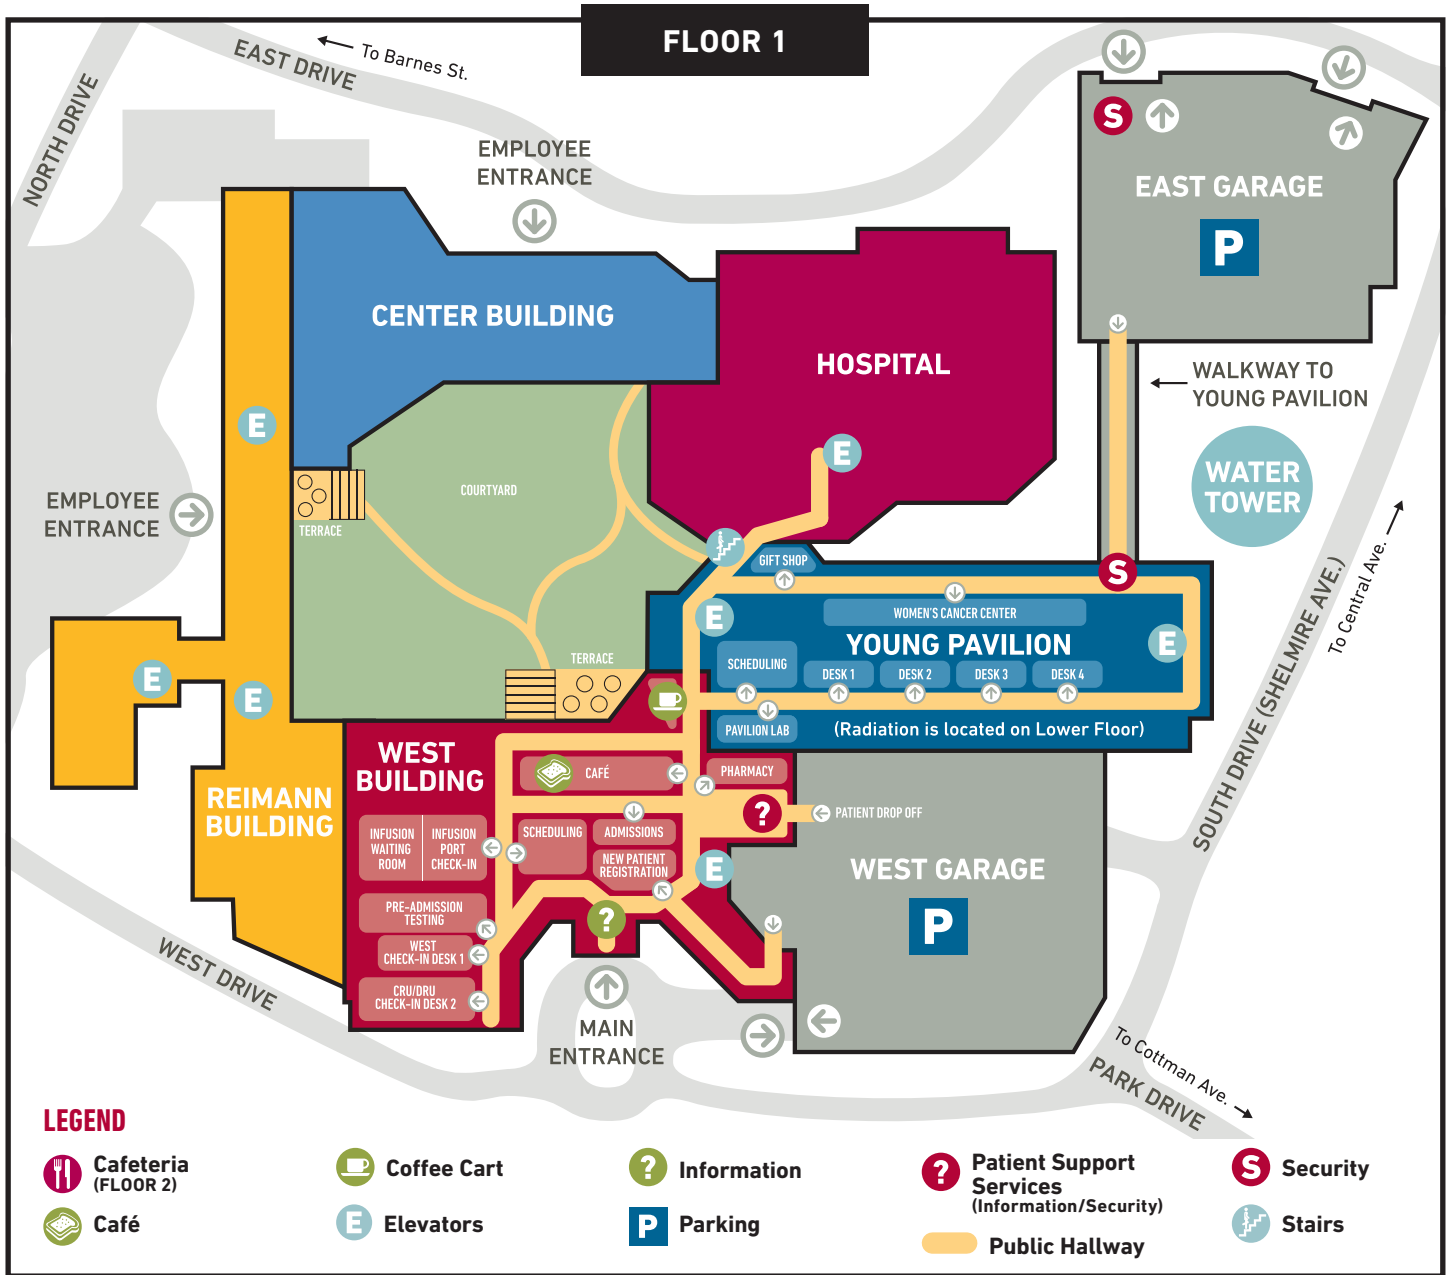 FLOOR 1
To Barnes St.
EAST DRIVE
NORTH DRIVE
EMPLOYEE
ENTRANCE
S
EAST GARAGE
P
CENTER BUILDING
HOSPITAL
WALKWAY TO
YOUNG PAVILION
E
E
WATER
TOWER
COURTYARD
EMPLOYEE
ENTRANCE
TERRACE
GIFT SHOP
S
To Central Ave.
SOUTH DRIVE (SHELMIRE AVE.)
E
WOMEN'S CANCER CENTER
YOUNG PAVILION
E
SCHEDULING
DESK 1
DESK 2
DESK 3
DESK 4
TERRACE
E
E
PAVILION LAB
(Radiation is located on Lower Floor)
WEST
BUILDING
CAFÉ
PHARMACY
REIMANN
BUILDING
?
PATIENT DROP OFF
INFUSION
WAITING
ROOM
INFUSION
PORT
CHECK-IN
SCHEDULING
ADMISSIONS
NEW PATIENT
REGISTRATION
E
WEST GARAGE
P
PRE-ADMISSION
TESTING
?
WEST
CHECK-IN DESK 1
CRU/DRU
CHECK-IN DESK 2
WEST DRIVE
MAIN
ENTRANCE
To Cottman Ave.
PARK DRIVE
LEGEND
Cafeteria
(FLOOR 2)
Café
Coffee Cart
E Elevators
? Information
P Parking
? Patient Support
Services
(Information/Security)
Public Hallway
S Security
Stairs